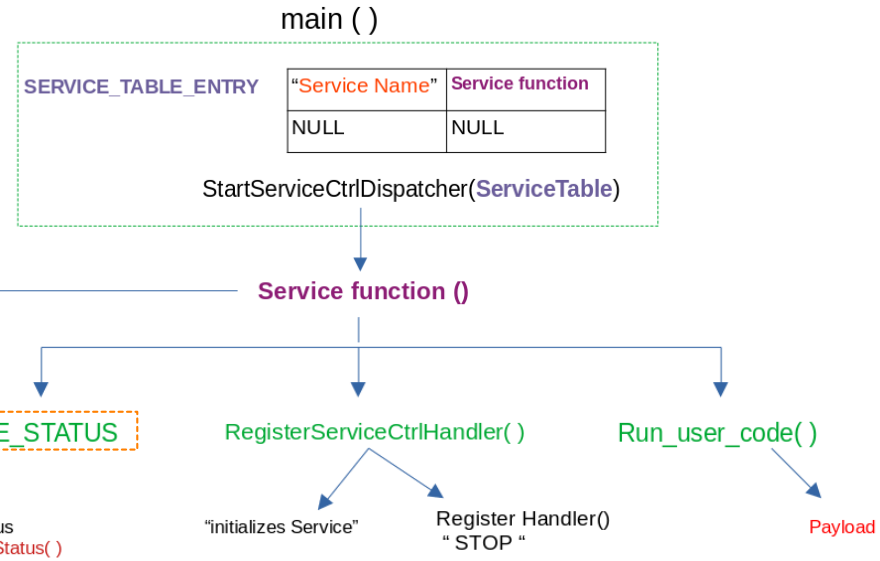 main ( )
SERVICE_TABLE_ENTRY
“Service Name”
Service function
NULL
NULL
StartServiceCtrlDispatcher(ServiceTable)
Service function ()
E_STATUS
RegisterServiceCtrlHandler( )
Run_user_code( )
“initializes Service”
Register Handler()
“ STOP “
Payload
us
Status( )